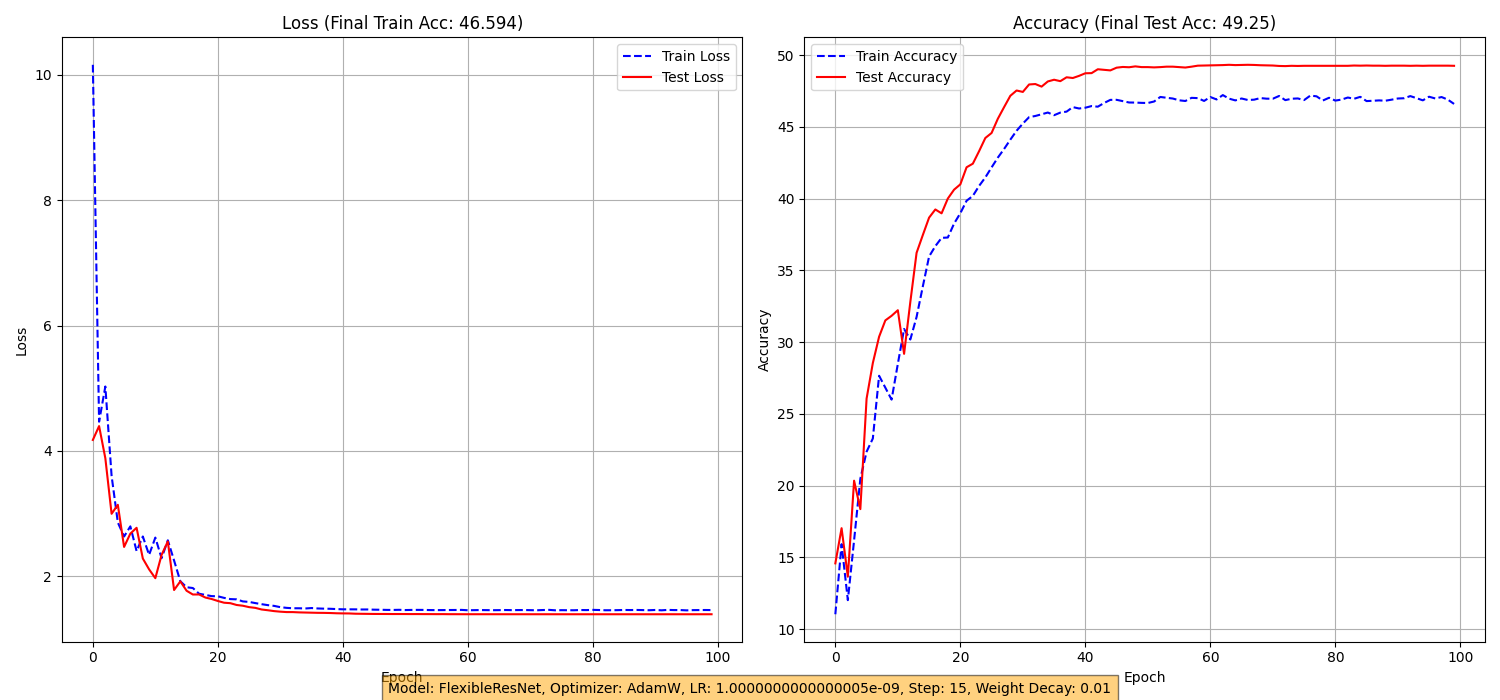 Loss (Final Train Acc: 46.594)
Train Loss
Test Loss
10
8
6
4
2
Loss
0
20
40
60
80
100
Epoch
Accuracy (Final Test Acc: 49.25)
Train Accuracy
Test Accuracy
50
45
40
35
30
25
20
15
10
Accuracy
0
20
40
60
80
100
Epoch
Model: FlexibleResNet, Optimizer: AdamW, LR: 1.0000000000000005e-09, Step: 15, Weight Decay: 0.01